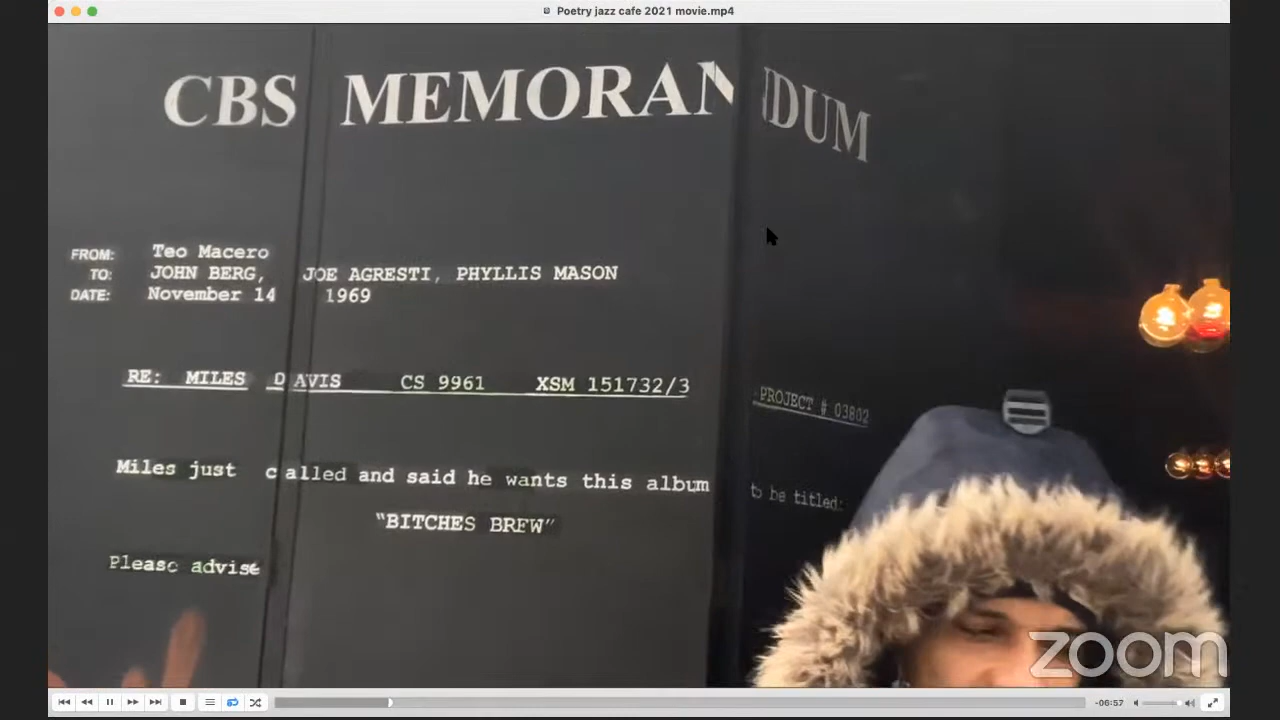 Poetry jazz cafe 2021 movie.mp4
CBS MEMORANDUM
FROM: Teo Macero
TO: JOHN BERG, JOE AGRESTI, PHYLLIS MASON
DATE: November 14 1969
RE: MILES DAVIS CS 9961 XSM 151732/3 PROJECT # 03802
Miles just called and said he wants this album to be titled:
"BITCHES BREW"
Please advise
zoom
-06:57